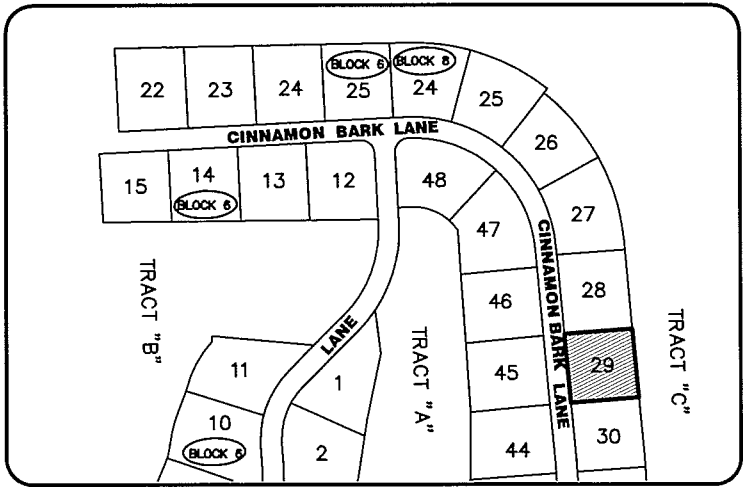 BLOCK 6
BLOCK 8
22
23
24
25
24
25
26
CINNAMON BARK LANE
15
14
13
12
48
BLOCK 6
27
47
CINNAMON BARK LANE
TRACT "B"
46
28
LANE
TRACT "A"
TRACT "C"
11
1
45
29
10
BLOCK 6
2
44
30